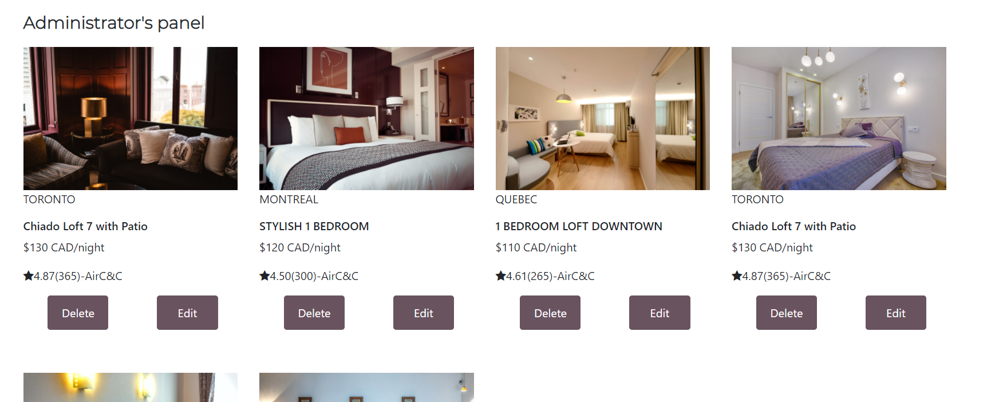 Administrator's panel
TORONTO
Chiado Loft 7 with Patio
$130 CAD/night
★4.87(365)-AirC&C
Delete
Edit
MONTREAL
STYLISH 1 BEDROOM
$120 CAD/night
★4.50(300)-AirC&C
Delete
Edit
QUEBEC
1 BEDROOM LOFT DOWNTOWN
$110 CAD/night
★4.61(265)-AirC&C
Delete
Edit
TORONTO
Chiado Loft 7 with Patio
$130 CAD/night
★4.87(365)-AirC&C
Delete
Edit